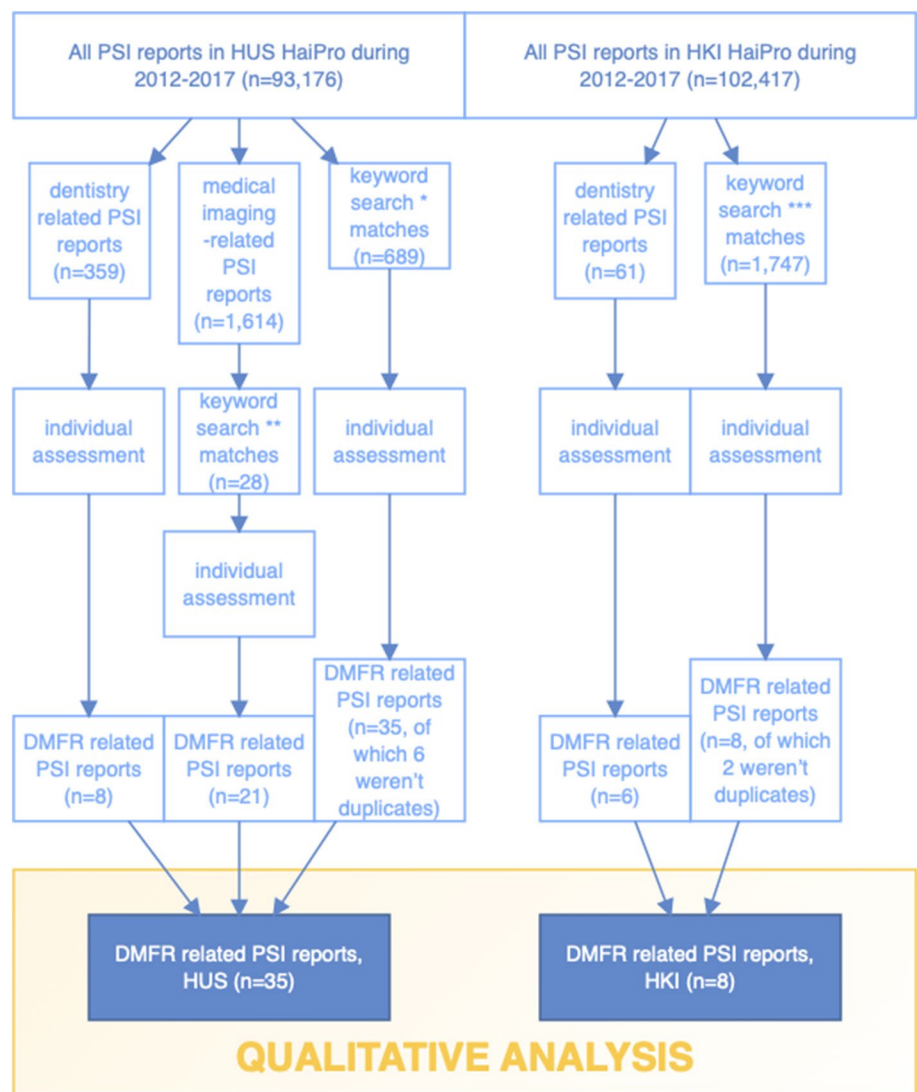 All PSI reports in HUS HaiPro during
2012-2017 (n=93,176)
All PSI reports in HKI HaiPro during
2012-2017 (n=102,417)
dentistry
related PSI
reports
(n=359)
medical
imaging
-related
PSI
reports
(n=1,614)
keyword
search *
matches
(n=689)
dentistry
related PSI
reports
(n=61)
keyword
search ***
matches
(n=1,747)
individual
assessment
keyword
search **
matches
(n=28)
individual
assessment
individual
assessment
individual
assessment
individual
assessment
DMFR related
PSI reports
(n=8)
DMFR related
PSI reports
(n=21)
DMFR related
PSI reports
(n=35, of
which 6
weren't
duplicates)
DMFR related
PSI reports
(n=6)
DMFR related
PSI reports
(n=8, of which
2 weren't
duplicates)
DMFR related PSI reports,
HUS (n=35)
DMFR related PSI reports,
HKI (n=8)
QUALITATIVE ANALYSIS